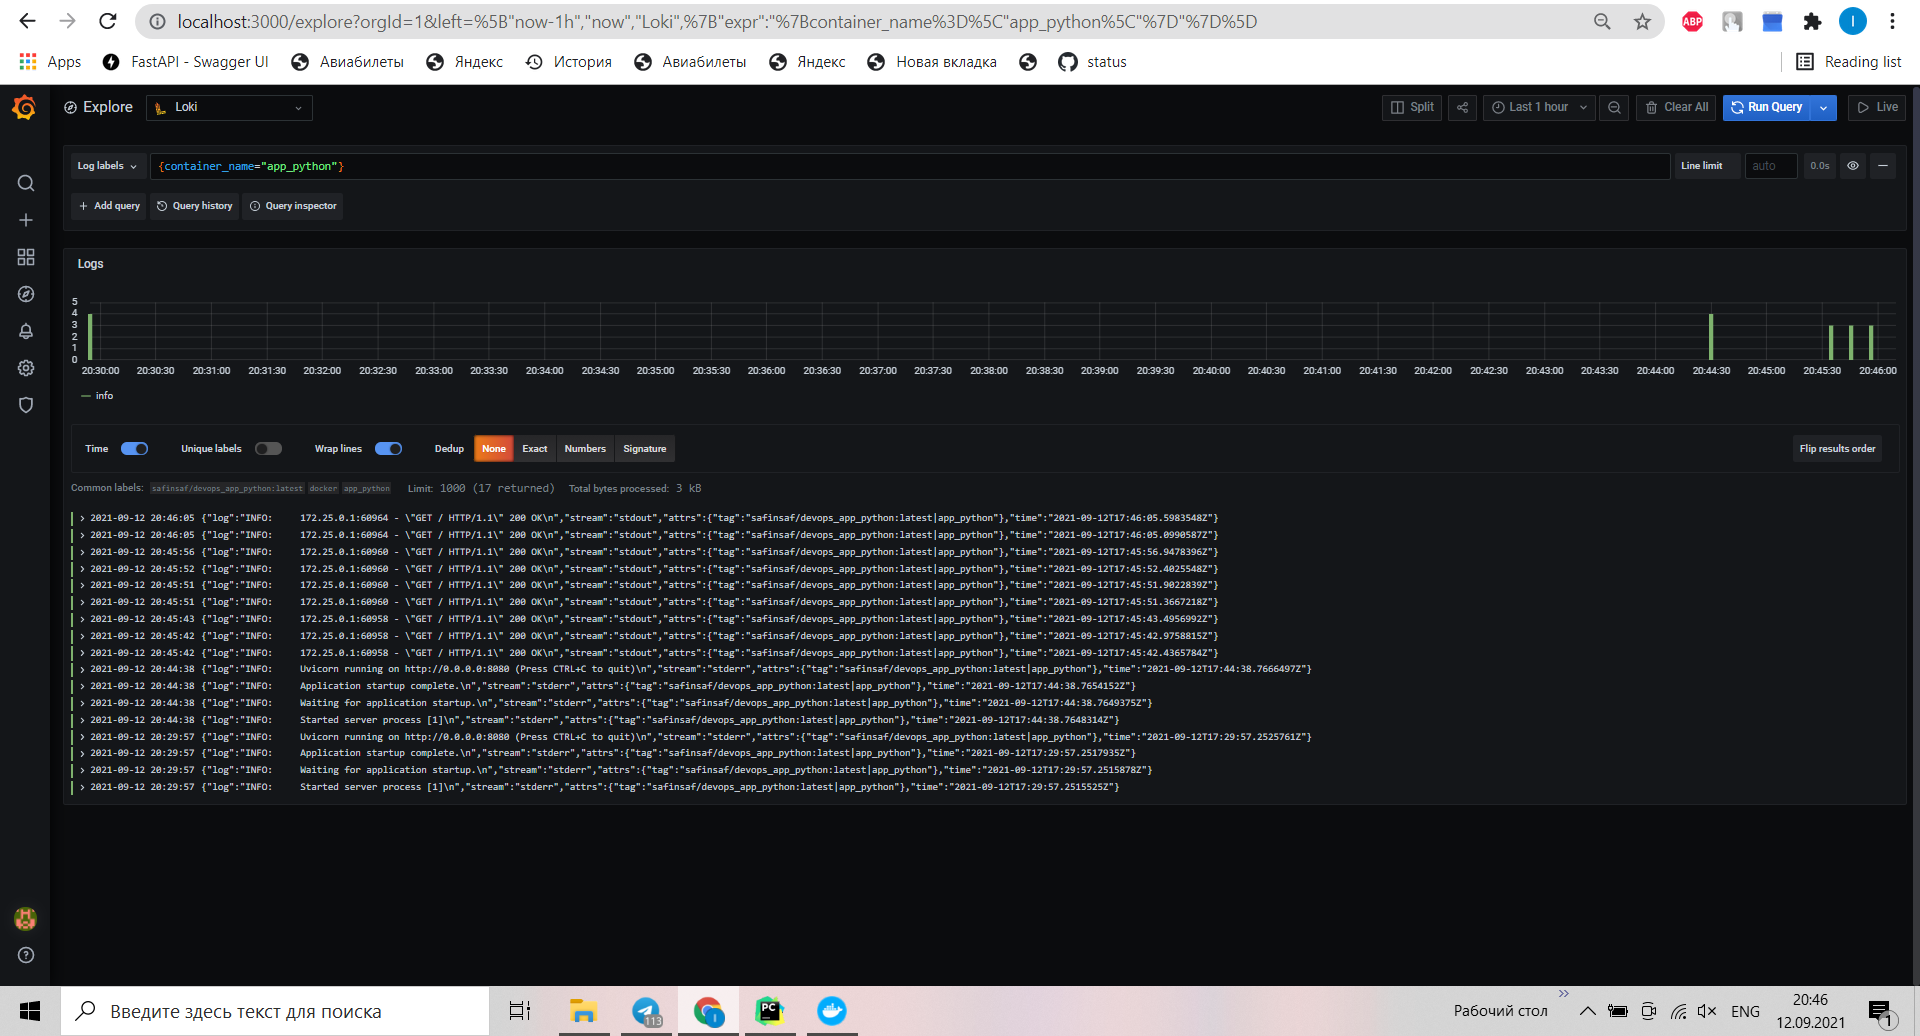 localhost:3000/explore?orgId=1&left=%5B"now-1h","now","Loki",%7B"expr":"%7Bcontainer_name%3D%5C"app_python%5C"%7D"%7D%5D
ABP
I
Apps FastAPI - Swagger UI Авиабилеты Яндекс История Авиабилеты Яндекс Новая вкладка status Reading list
Explore Loki Split Last 1 hour Clear All Run Query Live
Log labels {container_name="app_python"} Line limit auto 0.0s
Add query Query history Query inspector
Logs
5
4
3
2
1
0
20:30:00 20:30:30 20:31:00 20:31:30 20:32:00 20:32:30 20:33:00 20:33:30 20:34:00 20:34:30 20:35:00 20:35:30 20:36:00 20:36:30 20:37:00 20:37:30 20:38:00 20:38:30 20:39:00 20:39:30 20:40:00 20:40:30 20:41:00 20:41:30 20:42:00 20:42:30 20:43:00 20:43:30 20:44:00 20:44:30 20:45:00 20:45:30 20:46:00
info
Time Unique labels Wrap lines Dedup None Exact Numbers Signature Flip results order
Common labels: safinsaf/devops_app_python:latest docker app_python Limit: 1000 (17 returned) Total bytes processed: 3 kB
> 2021-09-12 20:46:05 {"log":"INFO: 172.25.0.1:60964 - \"GET / HTTP/1.1\" 200 OK\n","stream":"stdout","attrs":{"tag":"safinsaf/devops_app_python:latest|app_python"},"time":"2021-09-12T17:46:05.5983548Z"}
> 2021-09-12 20:46:05 {"log":"INFO: 172.25.0.1:60964 - \"GET / HTTP/1.1\" 200 OK\n","stream":"stdout","attrs":{"tag":"safinsaf/devops_app_python:latest|app_python"},"time":"2021-09-12T17:46:05.0990587Z"}
> 2021-09-12 20:45:56 {"log":"INFO: 172.25.0.1:60960 - \"GET / HTTP/1.1\" 200 OK\n","stream":"stdout","attrs":{"tag":"safinsaf/devops_app_python:latest|app_python"},"time":"2021-09-12T17:45:56.9478396Z"}
> 2021-09-12 20:45:52 {"log":"INFO: 172.25.0.1:60960 - \"GET / HTTP/1.1\" 200 OK\n","stream":"stdout","attrs":{"tag":"safinsaf/devops_app_python:latest|app_python"},"time":"2021-09-12T17:45:52.4025548Z"}
> 2021-09-12 20:45:51 {"log":"INFO: 172.25.0.1:60960 - \"GET / HTTP/1.1\" 200 OK\n","stream":"stdout","attrs":{"tag":"safinsaf/devops_app_python:latest|app_python"},"time":"2021-09-12T17:45:51.9022839Z"}
> 2021-09-12 20:45:51 {"log":"INFO: 172.25.0.1:60960 - \"GET / HTTP/1.1\" 200 OK\n","stream":"stdout","attrs":{"tag":"safinsaf/devops_app_python:latest|app_python"},"time":"2021-09-12T17:45:51.3667218Z"}
> 2021-09-12 20:45:43 {"log":"INFO: 172.25.0.1:60958 - \"GET / HTTP/1.1\" 200 OK\n","stream":"stdout","attrs":{"tag":"safinsaf/devops_app_python:latest|app_python"},"time":"2021-09-12T17:45:43.4956992Z"}
> 2021-09-12 20:45:42 {"log":"INFO: 172.25.0.1:60958 - \"GET / HTTP/1.1\" 200 OK\n","stream":"stdout","attrs":{"tag":"safinsaf/devops_app_python:latest|app_python"},"time":"2021-09-12T17:45:42.9758815Z"}
> 2021-09-12 20:45:42 {"log":"INFO: 172.25.0.1:60958 - \"GET / HTTP/1.1\" 200 OK\n","stream":"stdout","attrs":{"tag":"safinsaf/devops_app_python:latest|app_python"},"time":"2021-09-12T17:45:42.4365784Z"}
> 2021-09-12 20:44:38 {"log":"INFO: Uvicorn running on http://0.0.0.0:8080 (Press CTRL+C to quit)\n","stream":"stderr","attrs":{"tag":"safinsaf/devops_app_python:latest|app_python"},"time":"2021-09-12T17:44:38.7666497Z"}
> 2021-09-12 20:44:38 {"log":"INFO: Application startup complete.\n","stream":"stderr","attrs":{"tag":"safinsaf/devops_app_python:latest|app_python"},"time":"2021-09-12T17:44:38.7654152Z"}
> 2021-09-12 20:44:38 {"log":"INFO: Waiting for application startup.\n","stream":"stderr","attrs":{"tag":"safinsaf/devops_app_python:latest|app_python"},"time":"2021-09-12T17:44:38.7649375Z"}
> 2021-09-12 20:44:38 {"log":"INFO: Started server process [1]\n","stream":"stderr","attrs":{"tag":"safinsaf/devops_app_python:latest|app_python"},"time":"2021-09-12T17:44:38.7648314Z"}
> 2021-09-12 20:29:57 {"log":"INFO: Uvicorn running on http://0.0.0.0:8080 (Press CTRL+C to quit)\n","stream":"stderr","attrs":{"tag":"safinsaf/devops_app_python:latest|app_python"},"time":"2021-09-12T17:29:57.2525761Z"}
> 2021-09-12 20:29:57 {"log":"INFO: Application startup complete.\n","stream":"stderr","attrs":{"tag":"safinsaf/devops_app_python:latest|app_python"},"time":"2021-09-12T17:29:57.2517935Z"}
> 2021-09-12 20:29:57 {"log":"INFO: Waiting for application startup.\n","stream":"stderr","attrs":{"tag":"safinsaf/devops_app_python:latest|app_python"},"time":"2021-09-12T17:29:57.2515878Z"}
> 2021-09-12 20:29:57 {"log":"INFO: Started server process [1]\n","stream":"stderr","attrs":{"tag":"safinsaf/devops_app_python:latest|app_python"},"time":"2021-09-12T17:29:57.2515525Z"}
Введите здесь текст для поиска 113 I PC Рабочий стол ENG 20:46
12.09.2021 1